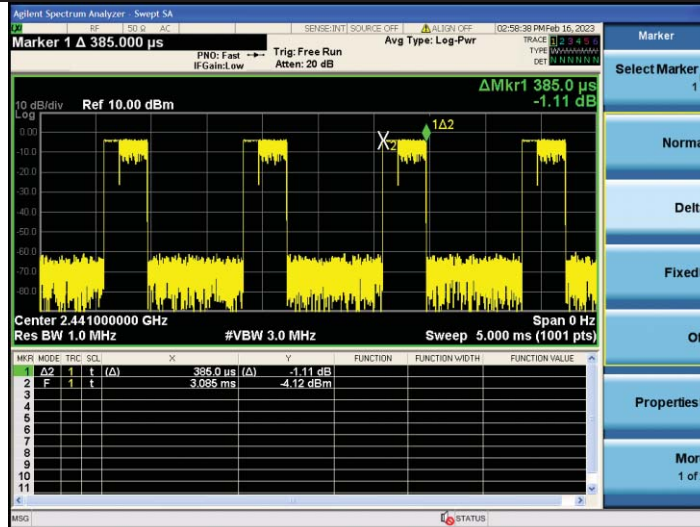 Agilent Spectrum Analyzer - Swept SA
RF 50 Ω AC SENSE:INT SOURCE OFF ALIGN OFF 02:58:38 PM Feb 16, 2023
Marker 1 Δ 385.000 µs
PNO: Fast
IFGain:Low
Trig: Free Run
Atten: 20 dB
Avg Type: Log-Pwr
TRACE 1 2 3 4 5 6
TYPE
DET N N N N N N
ΔMkr1 385.0 µs
-1.11 dB
10 dB/div Ref 10.00 dBm
Log
0.00
-10.0
-20.0
-30.0
-40.0
-50.0
-60.0
-70.0
-80.0
X2
1Δ2
Center 2.441000000 GHz Span 0 Hz
Res BW 1.0 MHz #VBW 3.0 MHz Sweep 5.000 ms (1001 pts)
MKR MODE TRC SCL X Y FUNCTION FUNCTION WIDTH FUNCTION VALUE
1 Δ2 1 t (Δ) 385.0 µs (Δ) -1.11 dB
2 F 1 t 3.085 ms -4.12 dBm
3
4
5
6
7
8
9
10
11
MSG STATUS
Marker
Select Marker
1
Norma
Delt
Fixed
O
Properties
Mor
1 of